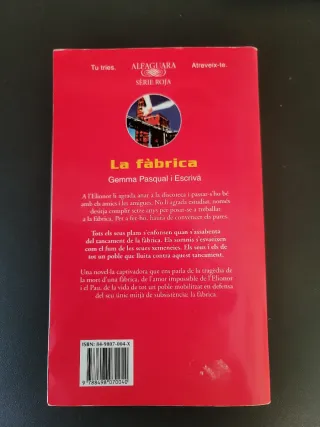 Tu tries.
ALFAGUARA
SÈRIE ROJA
Atreveix-te.
La fàbrica
Gemma Pasqual i Escrivà
A l'Elionor li agrada anar a la discoteca i passar-s'ho bé
amb els amics i les amigues. No li agrada estudiar, només
desitja complir setze anys per posar-se a treballar
a la fàbrica. Per a fer-ho, haurà de convèncer els pares.
Tots els seus plans s'enfonsen quan s'assabenta
del tancament de la fàbrica. Els somnis s'esvaeixen
com el fum de les seues xemeneies. Els seus i els de
tot un poble que lluita contra aquest tancament.
Una novel·la captivadora que ens parla de la tragèdia de
la mort d'una fàbrica, de l'amor impossible de l'Elionor
i el Pau, de la vida de tot un poble mobilitzat en defensa
del seu únic mitjà de subsistència: la fàbrica.
ISBN: 84-9807-004-X
9 788498 070040